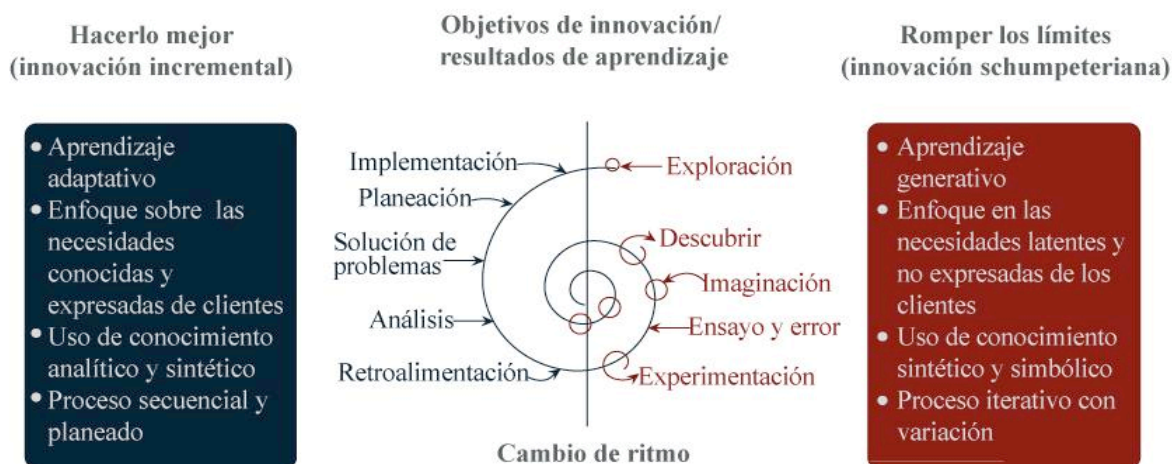 Hacerlo mejor
(innovación incremental)
• Aprendizaje
adaptativo
• Enfoque sobre las
necesidades
conocidas y
expresadas de clientes
• Uso de conocimiento
analítico y sintético
• Proceso secuencial y
planeado
Objetivos de innovación/
resultados de aprendizaje
Implementación
Planeación
Solución de
problemas
Análisis
Retroalimentación
Exploración
Descubrir
Imaginación
Ensayo y error
Experimentación
Cambio de ritmo
Romper los límites
(innovación schumpeteriana)
• Aprendizaje
generativo
• Enfoque en las
necesidades latentes y
no expresadas de los
clientes
• Uso de conocimiento
sintético y simbólico
• Proceso iterativo con
variación